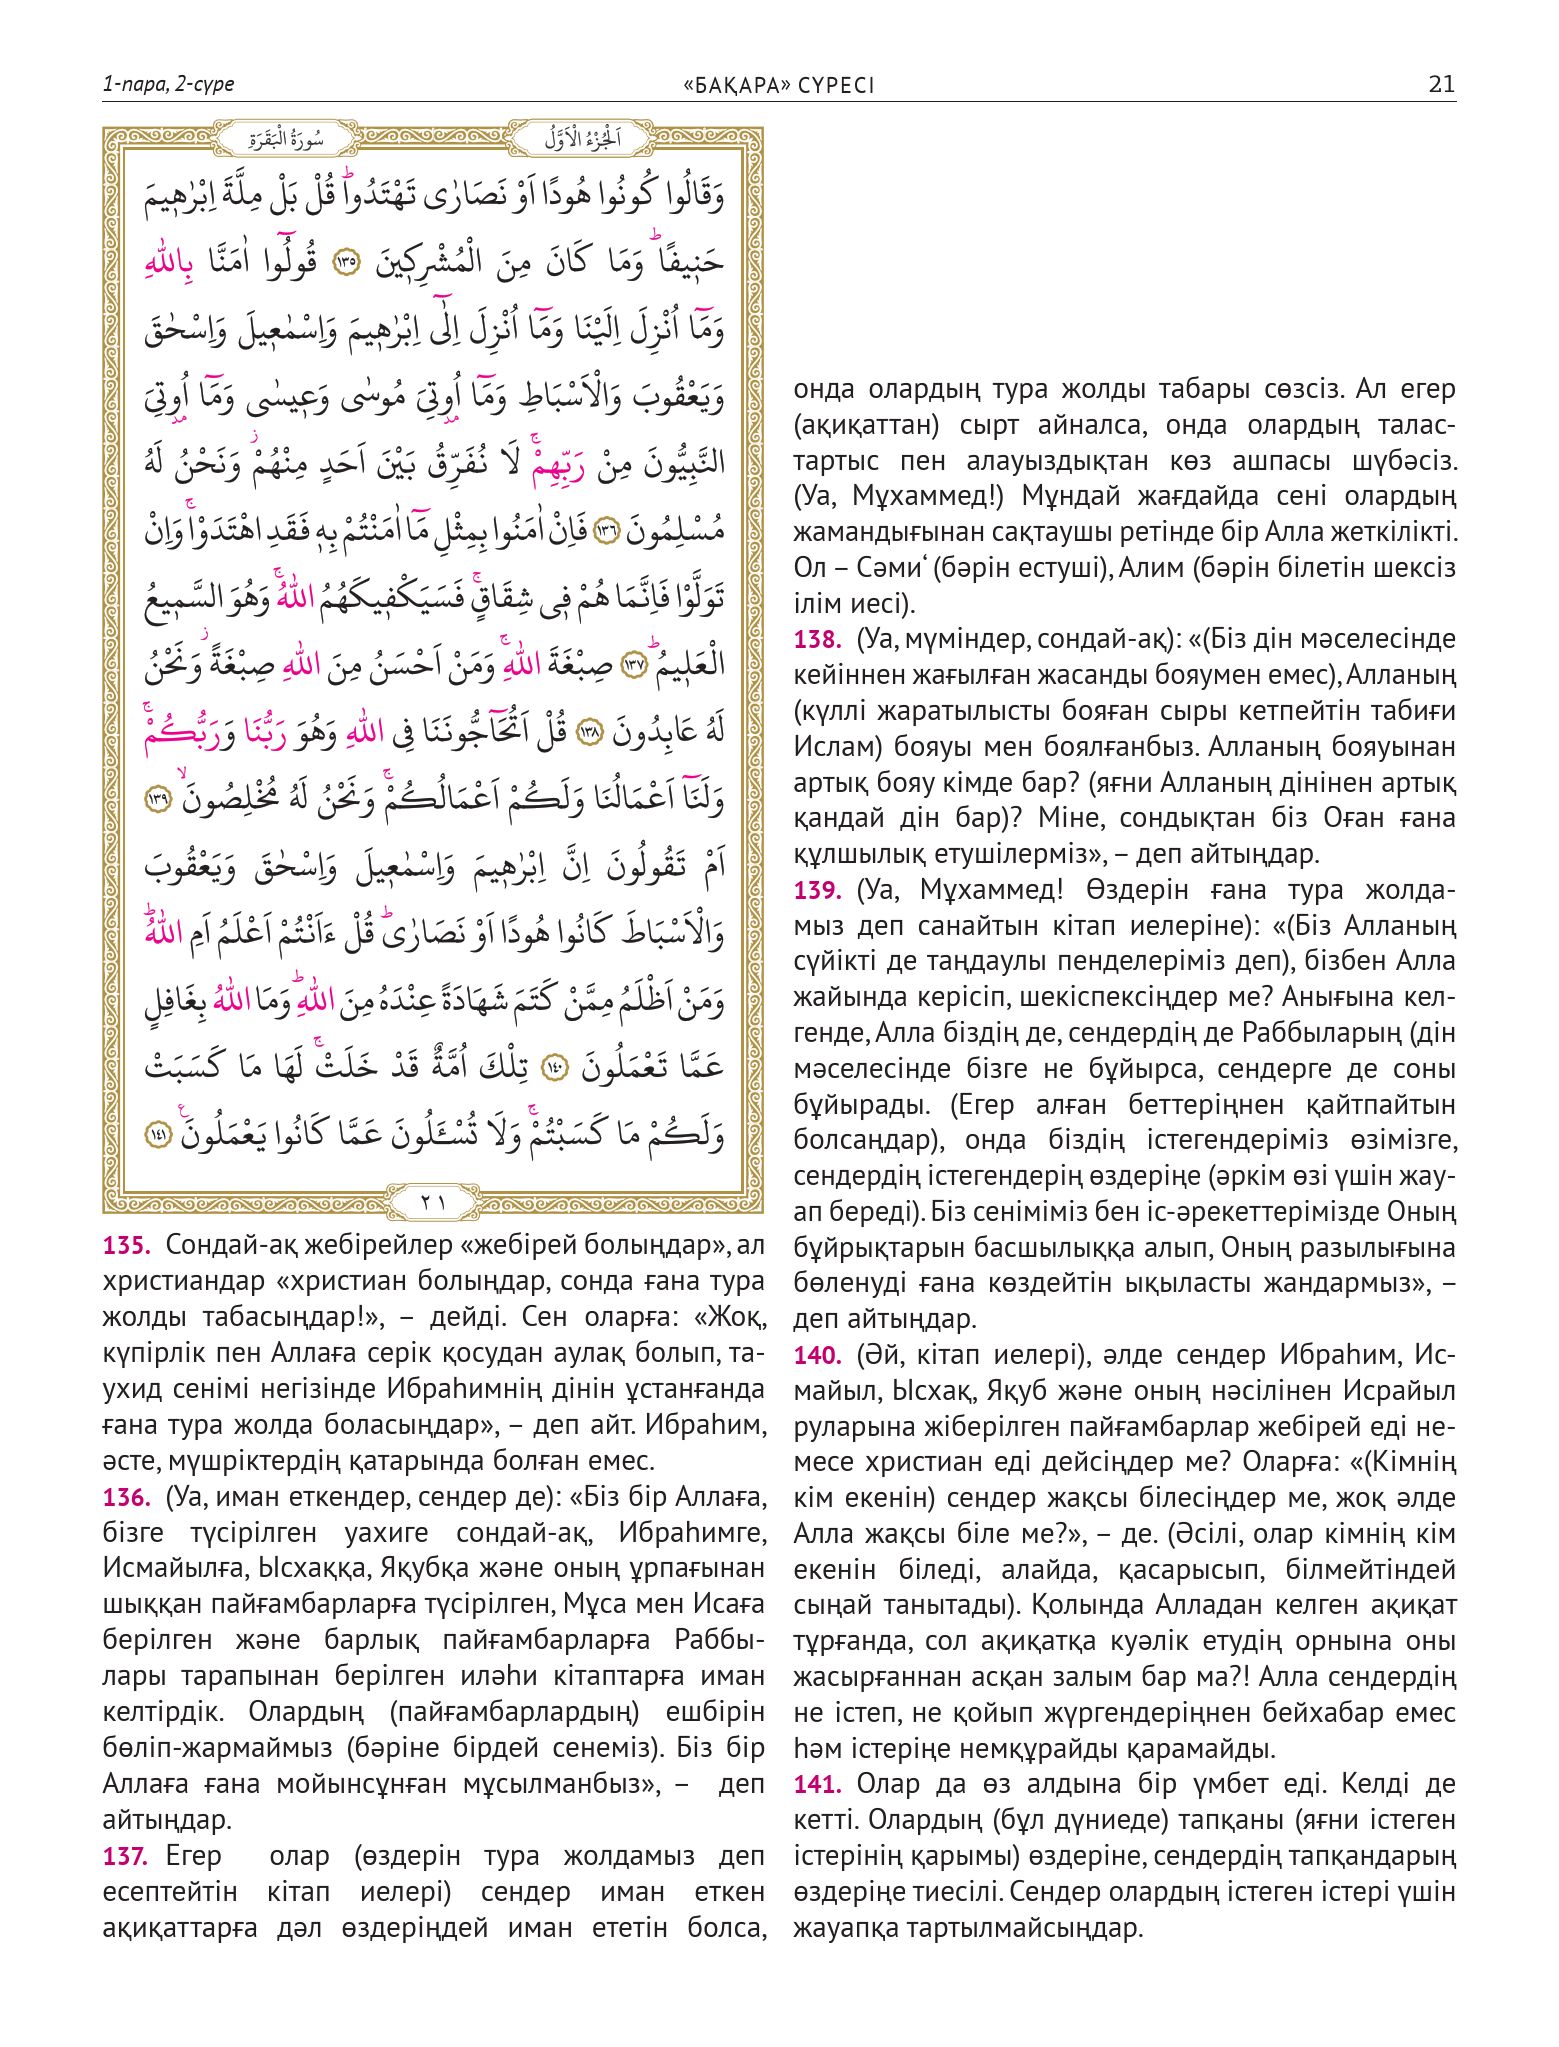 1-пара, 2-сүре
«БАҚАРА» СҮРЕСІ
21
اَلْجُزْءُ الْاَوَّلُ
سُورَةُ الْبَقَرَةِ
وَقَالُوا كُونُوا هُودًا اَوْ نَصَارٰى تَهْتَدُواۜ قُلْ بَلْ مِلَّةَ اِبْرٰه۪يمَ
حَن۪يفًاۜ وَمَا كَانَ مِنَ الْمُشْرِك۪ينَ ﴿١٣٥﴾ قُولُٓوا اٰمَنَّا بِاللّٰهِ
وَمَٓا اُنْزِلَ اِلَيْنَا وَمَٓا اُنْزِلَ اِلٰٓى اِبْرٰه۪يمَ وَاِسْمٰع۪يلَ وَاِسْحٰقَ
وَيَعْقُوبَ وَالْاَسْبَاطِ وَمَٓا اُو۫تِيَ مُوسٰى وَع۪يسٰى وَمَٓا اُو۫تِيَ
النَّبِيُّونَ مِنْ رَبِّهِمْۚ لَا نُفَرِّقُ بَيْنَ اَحَدٍ مِنْهُمْۘ وَنَحْنُ لَهُ
مُسْلِمُونَ ﴿١٣٦﴾ فَاِنْ اٰمَنُوا بِمِثْلِ مَٓا اٰمَنْتُمْ بِه۪ فَقَدِ اهْتَدَوْاۚ وَاِنْ
تَوَلَّوْا فَاِنَّمَا هُمْ ف۪ي شِقَاقٍۚ فَسَيَكْف۪يكَهُمُ اللّٰهُۚ وَهُوَ السَّم۪يعُ
الْعَل۪يمُۜ ﴿١٣٧﴾ صِبْغَةَ اللّٰهِۚ وَمَنْ اَحْسَنُ مِنَ اللّٰهِ صِبْغَةًۘ وَنَحْنُ
لَهُ عَابِدُونَ ﴿١٣٨﴾ قُلْ اَتُحَٓاجُّونَنَا فِي اللّٰهِ وَهُوَ رَبُّنَا وَرَبُّكُمْۚ
وَلَنَٓا اَعْمَالُنَا وَلَكُمْ اَعْمَالُكُمْۚ وَنَحْنُ لَهُ مُخْلِصُونَۙ ﴿١٣٩﴾
اَمْ تَقُولُونَ اِنَّ اِبْرٰه۪يمَ وَاِسْمٰع۪يلَ وَاِسْحٰقَ وَيَعْقُوبَ
وَالْاَسْبَاطَ كَانُوا هُودًا اَوْ نَصَارٰىۜ قُلْ ءَاَنْتُمْ اَعْلَمُ اَمِ اللّٰهُۜ
وَمَنْ اَظْلَمُ مِمَّنْ كَتَمَ شَهَادَةً عِنْدَهُ مِنَ اللّٰهِۜ وَمَا اللّٰهُ بِغَافِلٍ
عَمَّا تَعْمَلُونَ ﴿١٤٠﴾ تِلْكَ اُمَّةٌ قَدْ خَلَتْۚ لَهَا مَا كَسَبَتْ
وَلَكُمْ مَا كَسَبْتُمْۚ وَلَا تُسْـَٔلُونَ عَمَّا كَانُوا يَعْمَلُونَ ع ﴿١٤١﴾
٢١
135. Сондай-ақ жебірейлер «жебірей болыңдар», ал
христиандар «христиан болыңдар, сонда ғана тура
жолды табасыңдар!», – дейді. Сен оларға: «Жоқ,
күпірлік пен Аллаға серік қосудан аулақ болып, та-
ухид сенімі негізінде Ибраһимнің дінін ұстанғанда
ғана тура жолда боласыңдар», – деп айт. Ибраһим,
әсте, мүшріктердің қатарында болған емес.
136. (Уа, иман еткендер, сендер де): «Біз бір Аллаға,
бізге түсірілген уахиге сондай-ақ, Ибраһимге,
Исмайылға, Ысхаққа, Яқубқа және оның ұрпағынан
шыққан пайғамбарларға түсірілген, Мұса мен Исаға
берілген және барлық пайғамбарларға Раббы-
лары тарапынан берілген иләһи кітаптарға иман
келтірдік. Олардың (пайғамбарлардың) ешбірін
бөліп-жармаймыз (бәріне бірдей сенеміз). Біз бір
Аллаға ғана мойынсұнған мұсылманбыз», – деп
айтыңдар.
137. Егер олар (өздерін тура жолдамыз деп
есептейтін кітап иелері) сендер иман еткен
ақиқаттарға дәл өздеріңдей иман ететін болса,
онда олардың тура жолды табары сөзсіз. Ал егер
(ақиқаттан) сырт айналса, онда олардың талас-
тартыс пен алауыздықтан көз ашпасы шүбәсіз.
(Уа, Мұхаммед!) Мұндай жағдайда сені олардың
жамандығынан сақтаушы ретінде бір Алла жеткілікті.
Ол – Сәми‘ (бәрін естуші), Алим (бәрін білетін шексіз
ілім иесі).
138. (Уа, мүміндер, сондай-ақ): «(Біз дін мәселесінде
кейіннен жағылған жасанды бояумен емес), Алланың
(күллі жаратылысты бояған сыры кетпейтін табиғи
Ислам) бояуы мен боялғанбыз. Алланың бояуынан
артық бояу кімде бар? (яғни Алланың дінінен артық
қандай дін бар)? Міне, сондықтан біз Оған ғана
құлшылық етушілерміз», – деп айтыңдар.
139. (Уа, Мұхаммед! Өздерін ғана тура жолда-
мыз деп санайтын кітап иелеріне): «(Біз Алланың
сүйікті де таңдаулы пенделеріміз деп), бізбен Алла
жайында керісіп, шекіспексіңдер ме? Анығына кел-
генде, Алла біздің де, сендердің де Раббыларың (дін
мәселесінде бізге не бұйырса, сендерге де соны
бұйырады. (Егер алған беттеріңнен қайтпайтын
болсаңдар), онда біздің істегендеріміз өзімізге,
сендердің істегендерің өздеріңе (әркім өзі үшін жау-
ап береді). Біз сеніміміз бен іс-әрекеттерімізде Оның
бұйрықтарын басшылыққа алып, Оның разылығына
бөленуді ғана көздейтін ықыласты жандармыз», –
деп айтыңдар.
140. (Әй, кітап иелері), әлде сендер Ибраһим, Ис-
майыл, Ысхақ, Яқуб және оның нәсілінен Исрайыл
руларына жіберілген пайғамбарлар жебірей еді не-
месе христиан еді дейсіңдер ме? Оларға: «(Кімнің
кім екенін) сендер жақсы білесіңдер ме, жоқ әлде
Алла жақсы біле ме?», – де. (Әсілі, олар кімнің кім
екенін біледі, алайда, қасарысып, білмейтіндей
сыңай танытады). Қолында Алладан келген ақиқат
тұрғанда, сол ақиқатқа куәлік етудің орнына оны
жасырғаннан асқан залым бар ма?! Алла сендердің
не істеп, не қойып жүргендеріңнен бейхабар емес
һәм істеріңе немқұрайды қарамайды.
141. Олар да өз алдына бір үмбет еді. Келді де
кетті. Олардың (бұл дүниеде) тапқаны (яғни істеген
істерінің қарымы) өздеріне, сендердің тапқандарың
өздеріңе тиесілі. Сендер олардың істеген істері үшін
жауапқа тартылмайсыңдар.